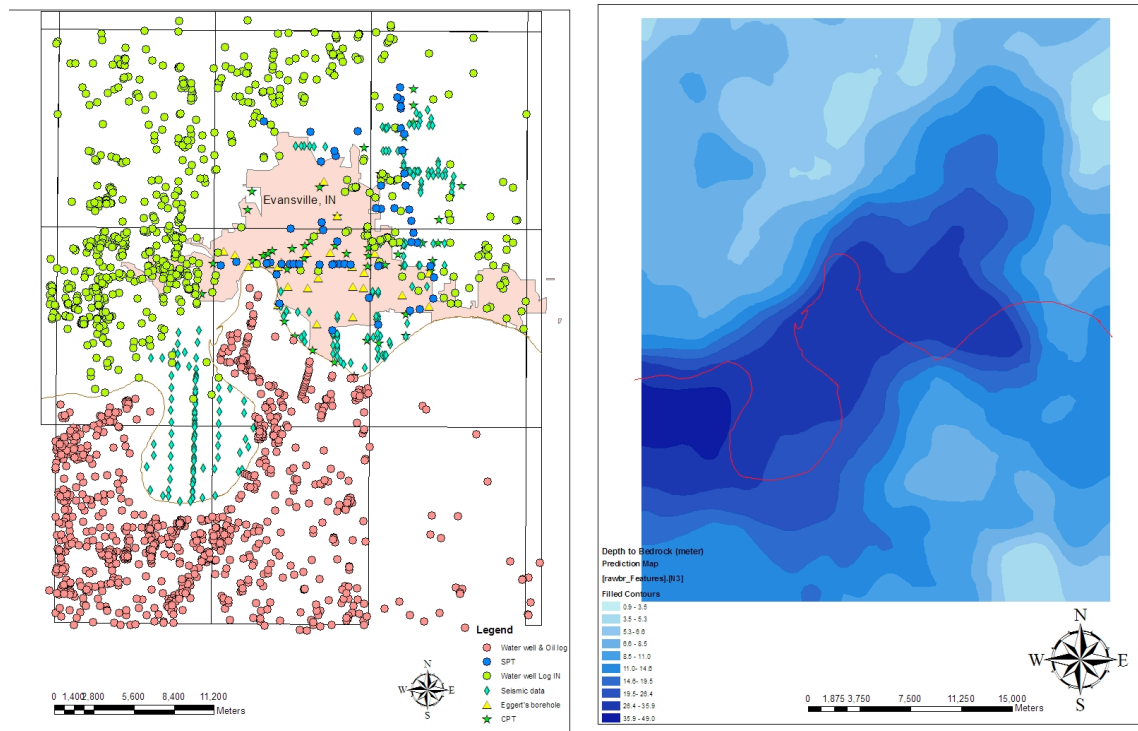 Evansville, IN
Legend
Water well & Oil log
SPT
Water well Log IN
Seismic data
Eggert's borehole
CPT
N
W E
S
0 1,400 2,800 5,600 8,400 11,200
Meters
Depth to Bedrock (meter)
Prediction Map
[rawbr_Features].[N3]
Filled Contours
0.9 - 3.5
3.5 - 5.3
5.3 - 6.6
6.6 - 8.5
8.5 - 11.0
11.0 - 14.6
14.6 - 19.5
19.5 - 26.4
26.4 - 35.9
35.9 - 49.0
N
W E
S
0 1,875 3,750 7,500 11,250 15,000
Meters